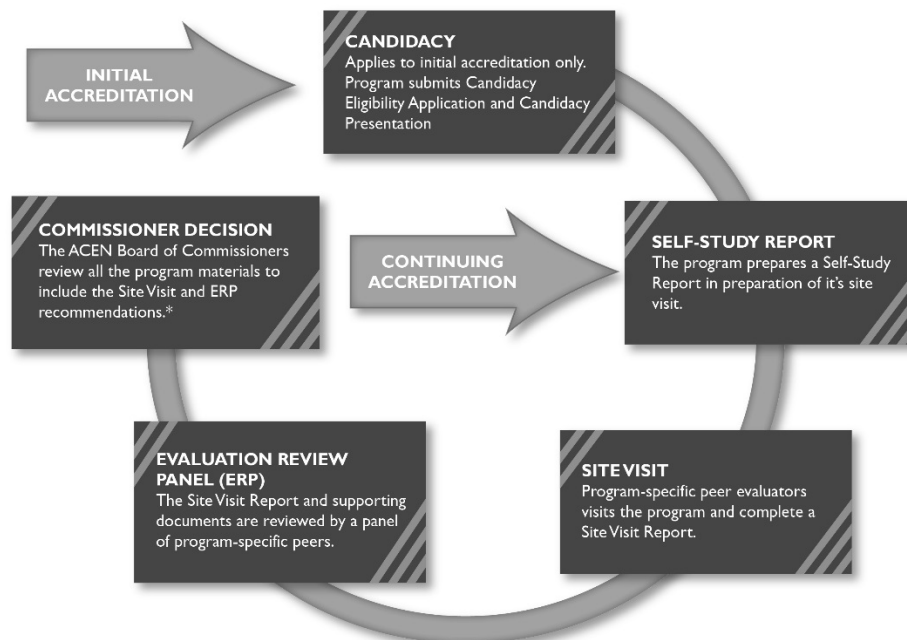 INITIAL
ACCREDITATION
CANDIDACY
Applies to initial accreditation only.
Program submits Candidacy
Eligibility Application and Candidacy
Presentation
COMMISSIONER DECISION
The ACEN Board of Commissioners
review all the program materials to
include the Site Visit and ERP
recommendations.*
CONTINUING
ACCREDITATION
SELF-STUDY REPORT
The program prepares a Self-Study
Report in preparation of it's site
visit.
EVALUATION REVIEW
PANEL (ERP)
The Site Visit Report and supporting
documents are reviewed by a panel
of program-specific peers.
SITE VISIT
Program-specific peer evaluators
visits the program and complete a
Site Visit Report.